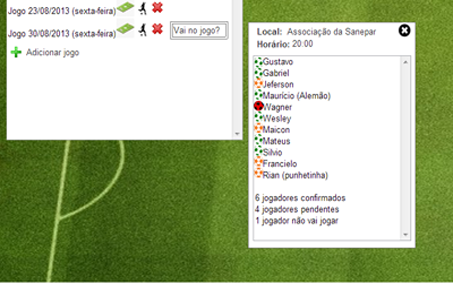 Jogo 23/08/2013 (sexta-feira)
Jogo 30/08/2013 (sexta-feira) Vai no jogo?
Adicionar jogo
Local: Associação da Sanepar
Horário: 20:00
Gustavo
Gabriel
Jeferson
Maurício (Alemão)
Wagner
Wesley
Maicon
Mateus
Silvio
Francielo
Rian (punhetinha)
6 jogadores confirmados
4 jogadores pendentes
1 jogador não vai jogar